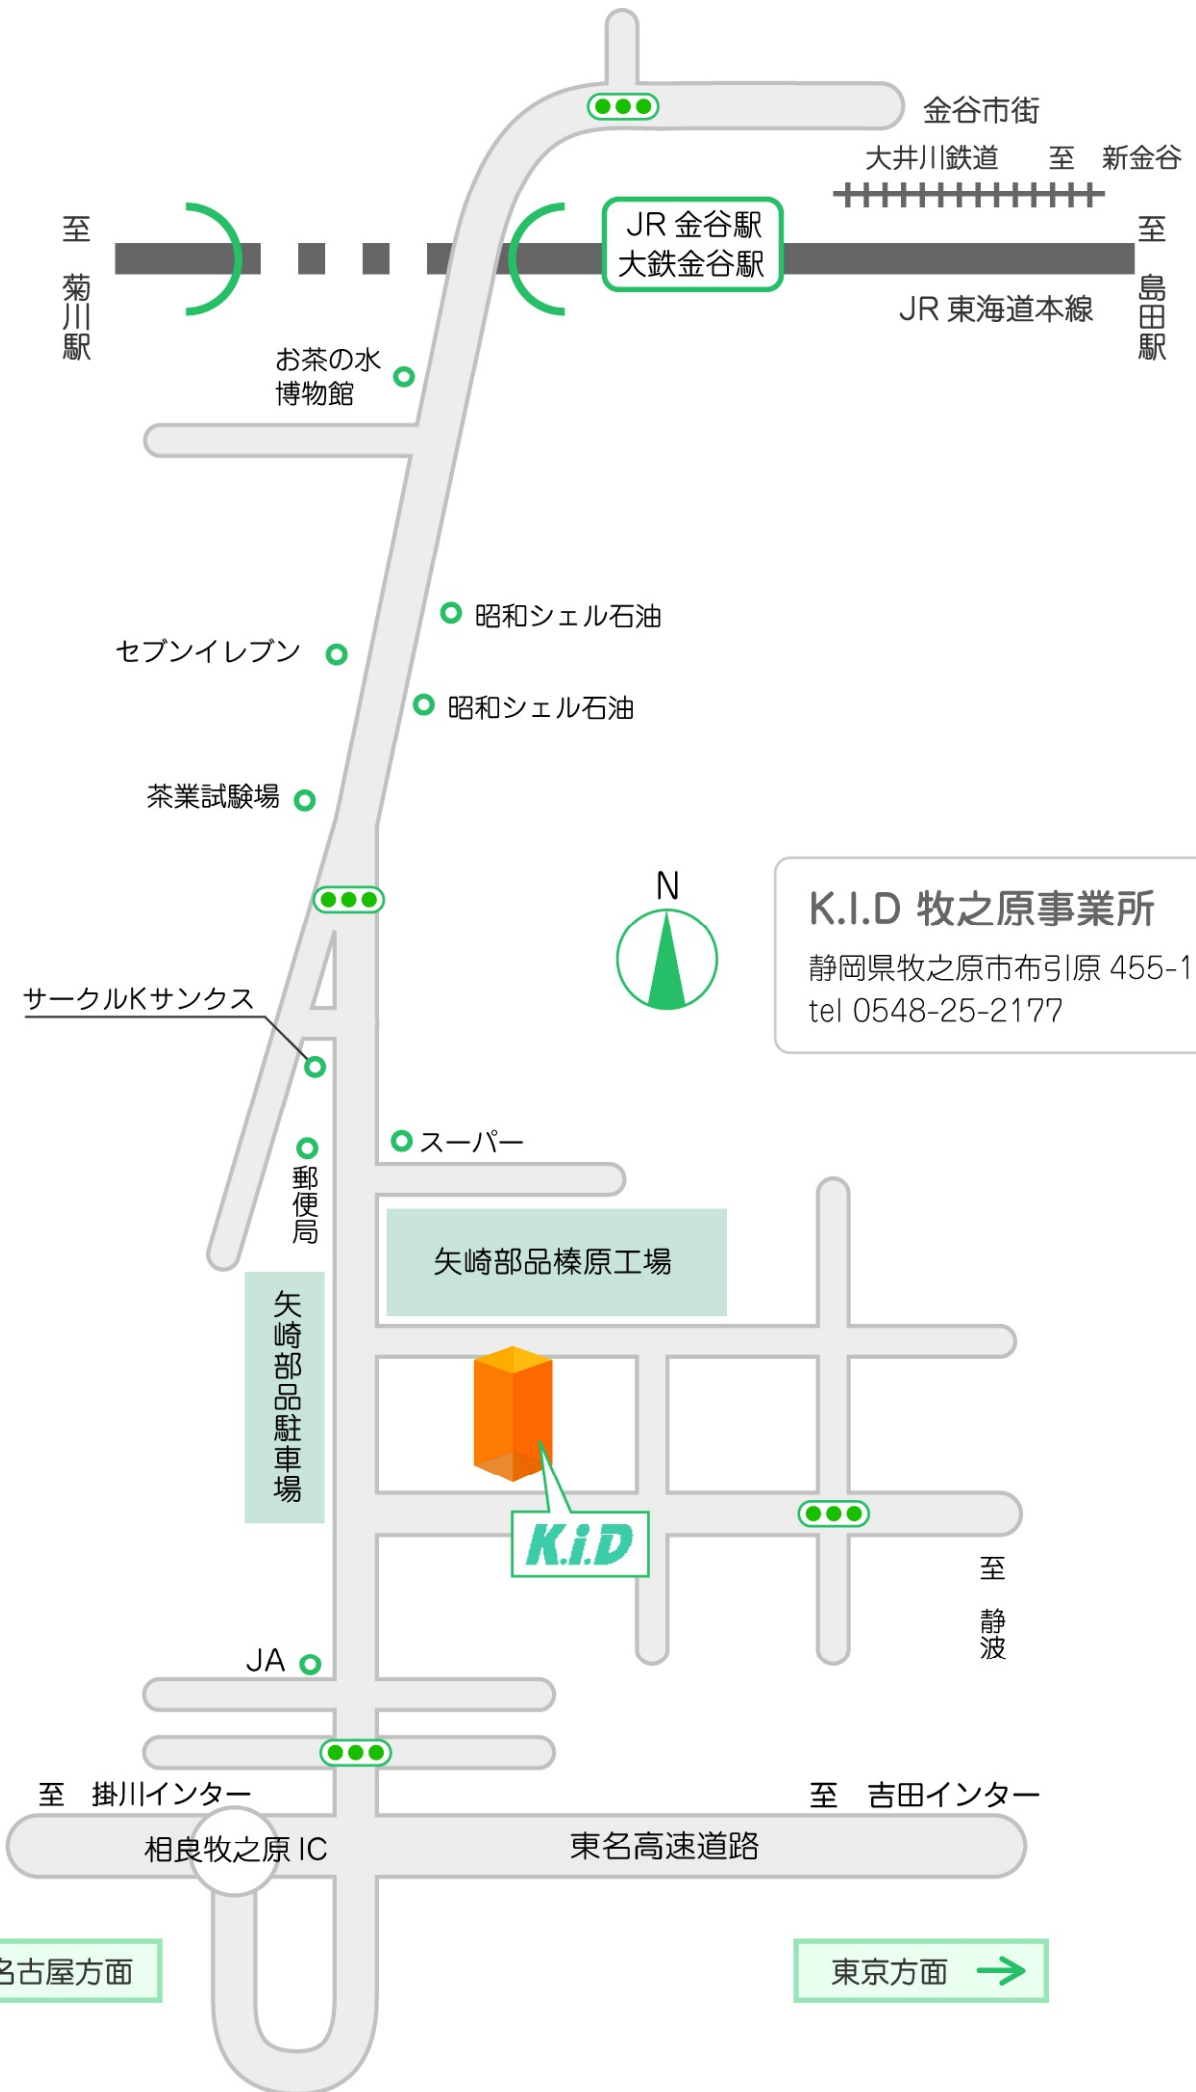 金谷市街
大井川鉄道 至 新金谷
至 菊川駅
JR 金谷駅
大鉄金谷駅
至 島田駅
JR 東海道本線
お茶の水
博物館
昭和シェル石油
セブンイレブン
昭和シェル石油
茶業試験場
N
K.I.D 牧之原事業所
静岡県牧之原市布引原 455-1
tel 0548-25-2177
サークルKサンクス
スーパー
郵便局
矢崎部品榛原工場
矢崎部品駐車場
K.i.D
至 静波
JA
至 掛川インター
至 吉田インター
相良牧之原 IC
東名高速道路
名古屋方面
東京方面